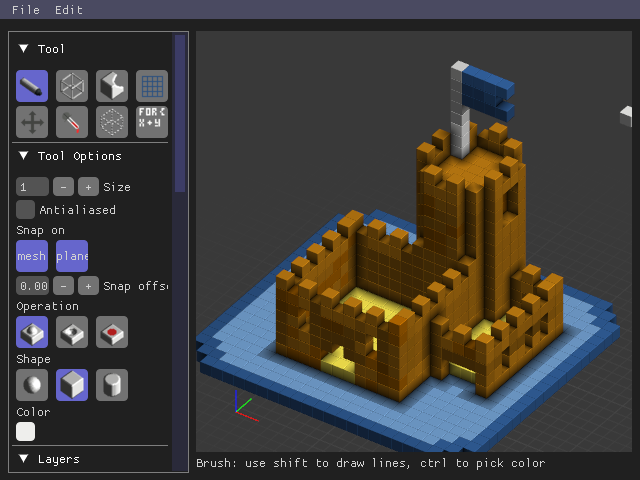 File Edit
Tool
FOR(
X+Y
Tool Options
1 - + Size
Antialiased
Snap on
mesh plane
0.00 - + Snap offs
Operation
Shape
Color
Layers
Brush: use shift to draw lines, ctrl to pick color